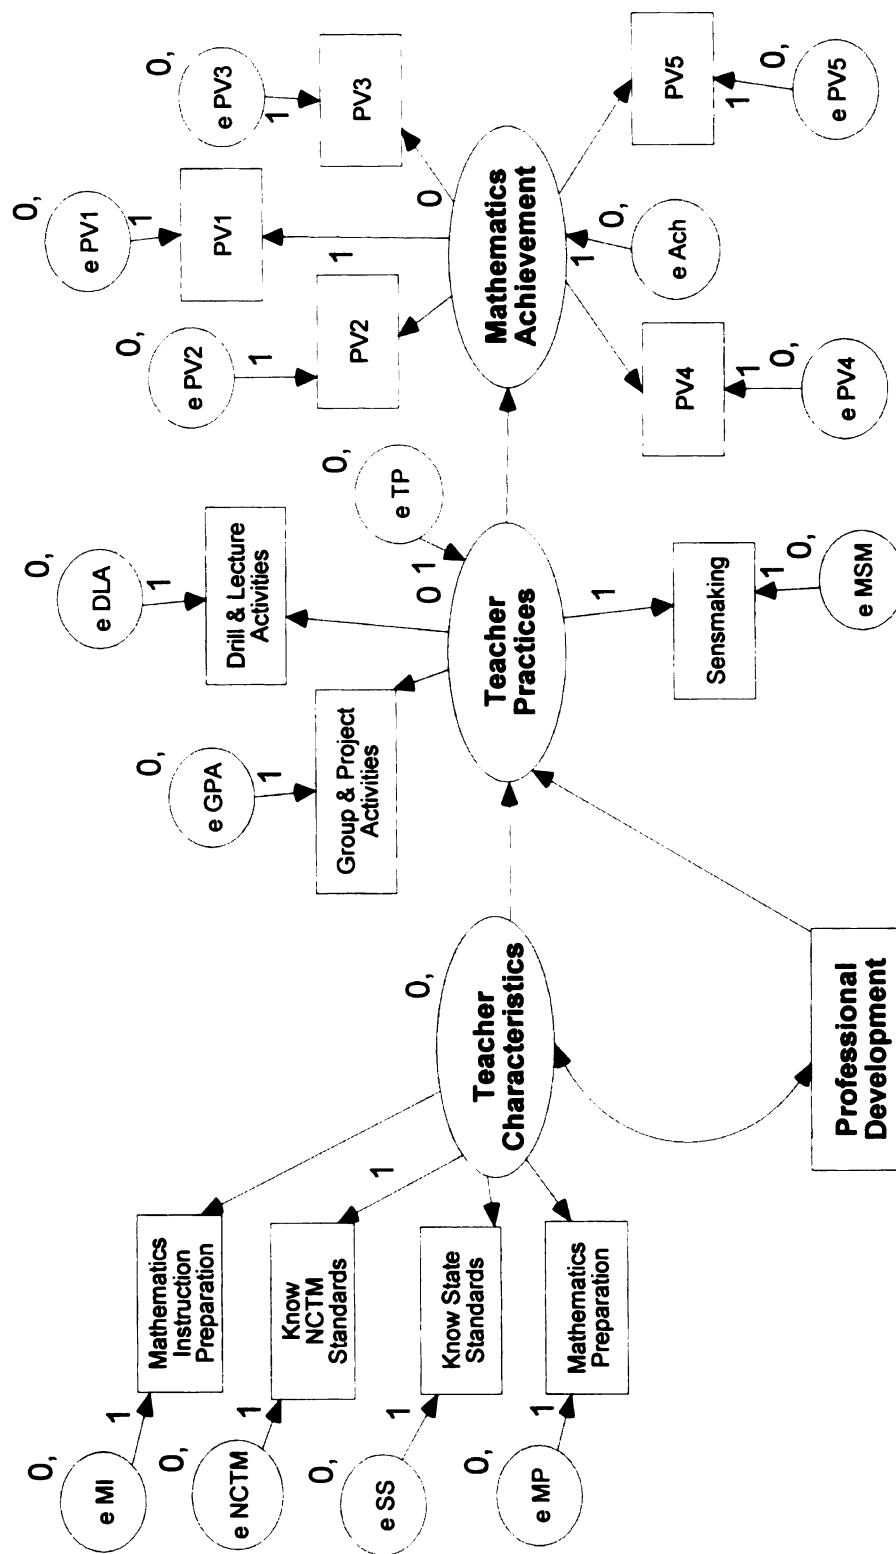 0,
e MI
1
Mathematics
Instruction
Preparation
0,
e NCTM
1
Know
NCTM
Standards
1
0,
e SS
1
Know State
Standards
0,
e MP
1
Mathematics
Preparation
0,
Teacher
Characteristics
Professional
Development
0,
e GPA
1
Group & Project
Activities
0,
e DLA
1
Drill & Lecture
Activities
0,
e TP
0 1
Teacher
Practices
1
Sensmaking
1
0,
e MSM
0,
e PV2
1
PV2
0,
e PV1
1
PV1
1
0,
e PV3
1
PV3
0
Mathematics
Achievement
1
0,
e Ach
PV4
1
0,
e PV4
PV5
1
0,
e PV5